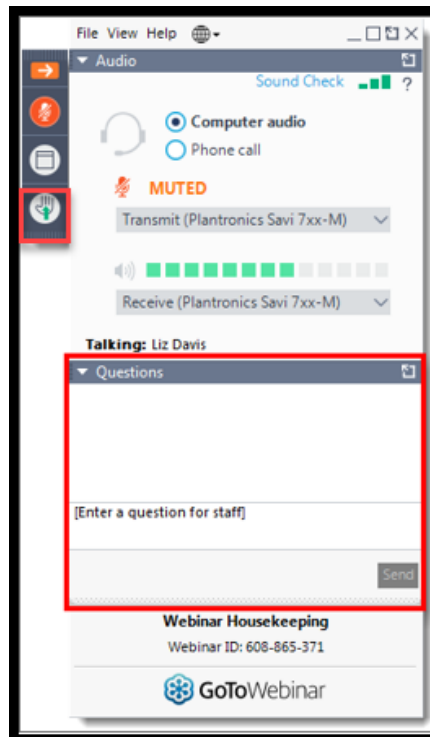 File View Help
Audio
Sound Check ?
Computer audio
Phone call
MUTED
Transmit (Plantronics Savi 7xx-M)
Receive (Plantronics Savi 7xx-M)
Talking: Liz Davis
Questions
[Enter a question for staff]
Send
Webinar Housekeeping
Webinar ID: 608-865-371
GoToWebinar